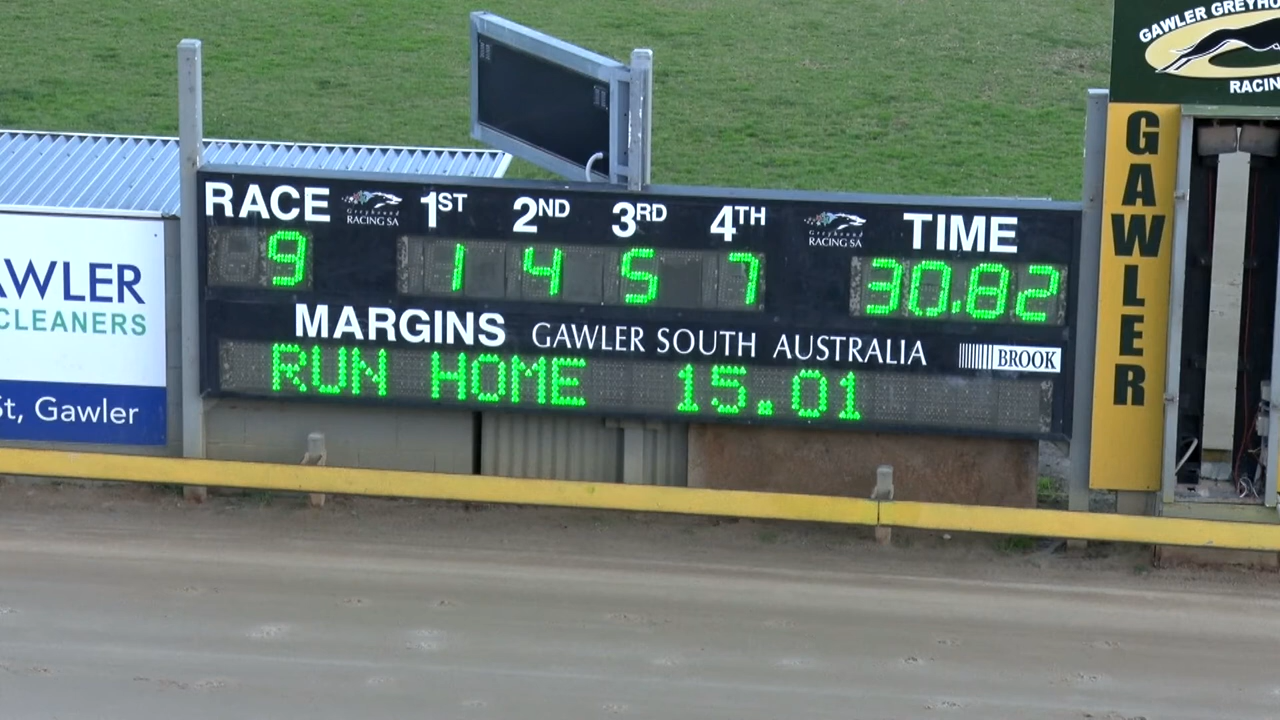 GAWLER GREYHO
RACIN
GAWLER
RACE
Greyhound
RACING SA
1ST 2ND 3RD 4TH
Greyhound
RACING SA
TIME
9 1 4 5 7 30.82
MARGINS GAWLER SOUTH AUSTRALIA BROOK
RUN HOME 15.01
AWLER
CLEANERS
St, Gawler